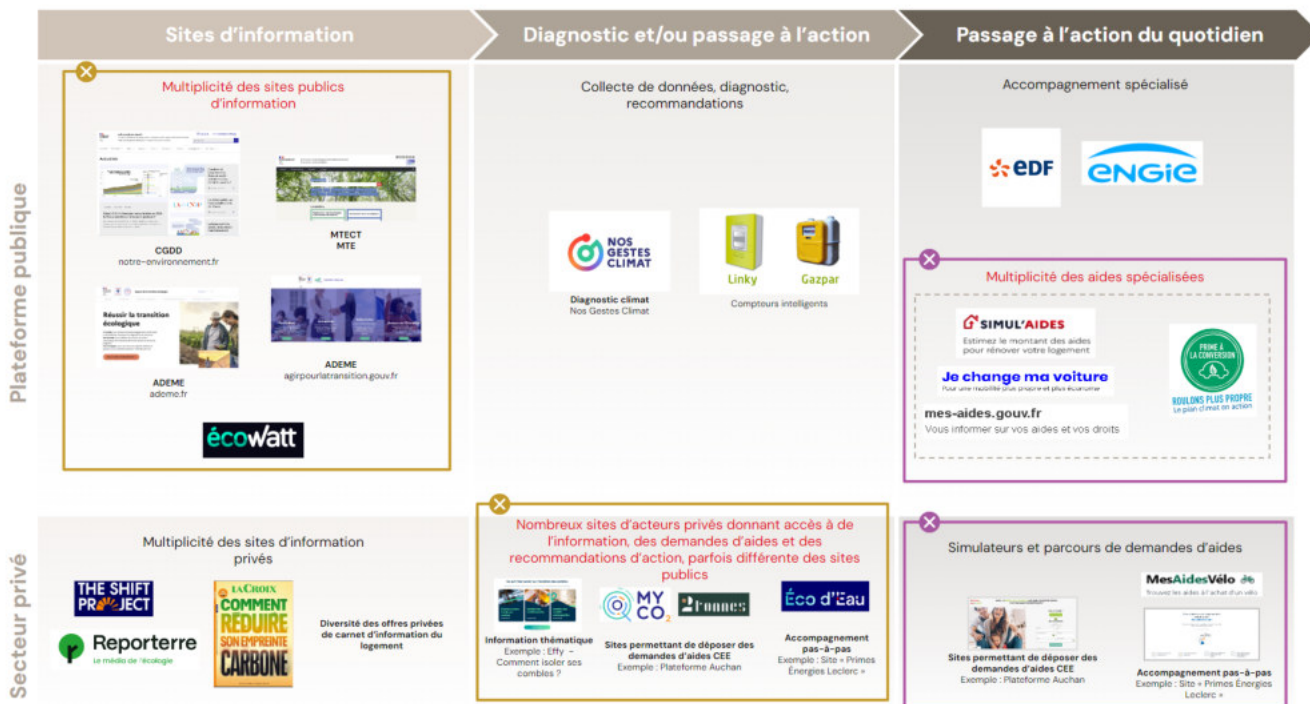 Sites d'information
Diagnostic et/ou passage à l'action
Passage à l'action du quotidien
Plateforme publique
Multiplicité des sites publics
d'information
CGDD
notre-environnement.fr
MTECT
MTE
Réussir la transition
écologique
ADEME
ademe.fr
ADEME
agirpourlatransition.gouv.fr
écowatt
Collecte de données, diagnostic,
recommandations
NOS
GESTES
CLIMAT
Diagnostic climat
Nos Gestes Climat
Linky
Gazpar
Compteurs intelligents
Accompagnement spécialisé
eDF
ENGIE
Multiplicité des aides spécialisées
SIMUL'AIDES
Estimez le montant des aides
pour rénover votre logement
Je change ma voiture
Pour une mobilité plus propre et plus économe
mes-aides.gouv.fr
Vous informer sur vos aides et vos droits
PRIME À
LA CONVERSION
ROULONS PLUS PROPRE
Le plan climat en action
Secteur privé
Multiplicité des sites d'information
privés
THE SHIFT
PROJECT
Reporterre
Le média de l'écologie
LA CROIX
COMMENT
RÉDUIRE
SON EMPREINTE
CARBONE
Diversité des offres privées
de carnet d'information du
logement
Nombreux sites d'acteurs privés donnant accès à de
l'information, des demandes d'aides et des
recommandations d'action, parfois différente des sites
publics
Information thématique
Exemple : Effy -
Comment isoler ses
combles ?
MY
CO2
2tonnes
Sites permettant de déposer des
demandes d'aides CEE
Exemple : Plateforme Auchan
Éco d'Eau
Accompagnement
pas-à-pas
Exemple : Site « Primes
Énergies Leclerc »
Simulateurs et parcours de demandes d'aides
Sites permettant de déposer des
demandes d'aides CEE
Exemple : Plateforme Auchan
MesAidesVélo
Trouvez les aides à l'achat d'un vélo
Accompagnement pas-à-pas
Exemple : Site « Primes Énergies
Leclerc »